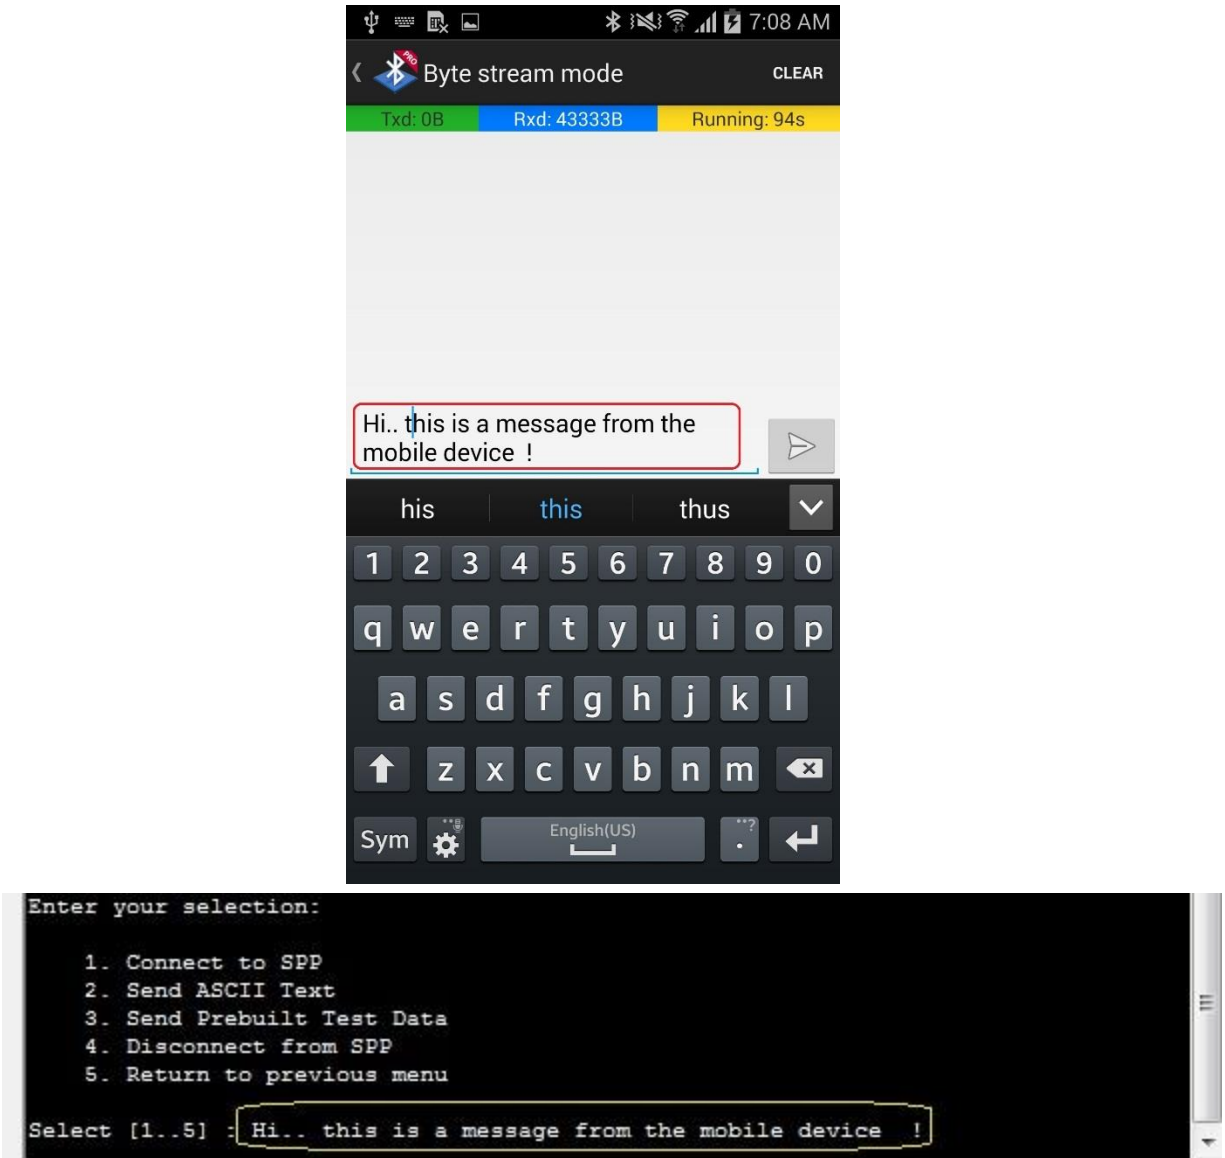 7:08 AM
PRO
Byte stream mode CLEAR
Txd: 0B Rxd: 43333B Running: 94s
Hi.. this is a message from the
mobile device  !
his this thus
1 2 3 4 5 6 7 8 9 0
q w e r t y u i o p
a s d f g h j k l
z x c v b n m
Sym English(US) . ?
Enter your selection:
1. Connect to SPP
2. Send ASCII Text
3. Send Prebuilt Test Data
4. Disconnect from SPP
5. Return to previous menu
Select [1..5] : Hi.. this is a message from the mobile device  !